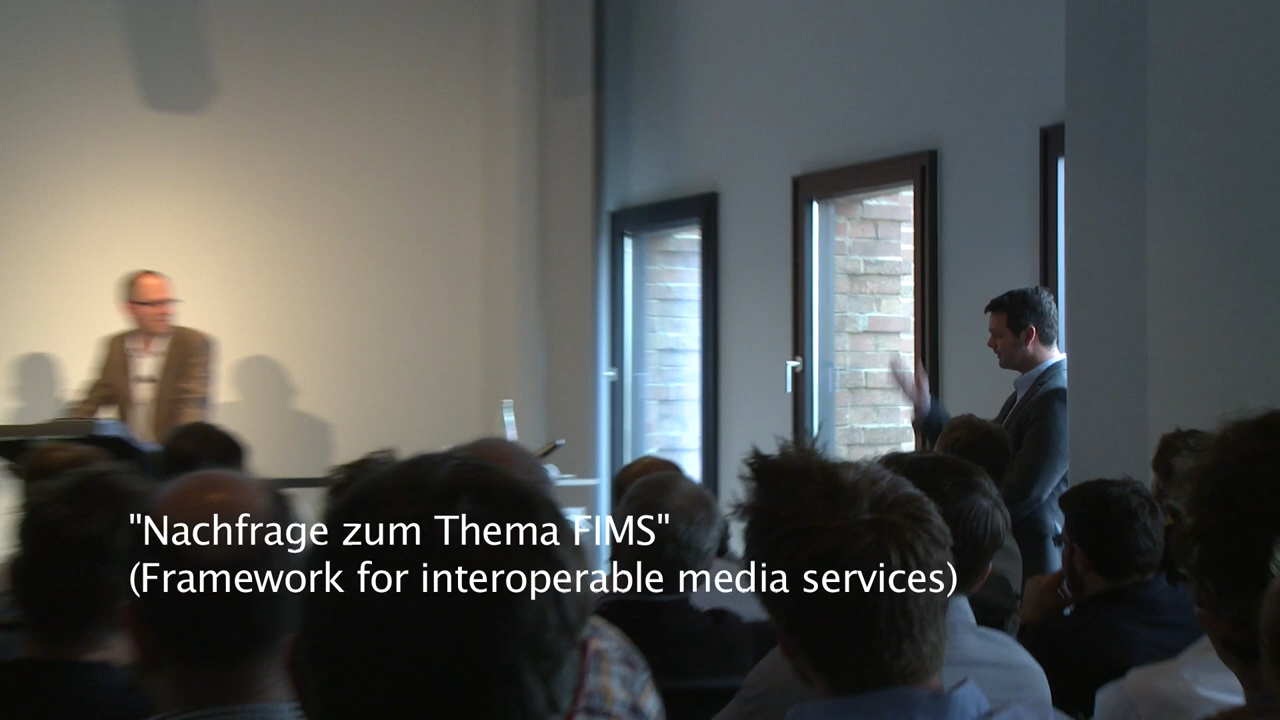 "Nachfrage zum Thema FIMS"
(Framework for interoperable media services)